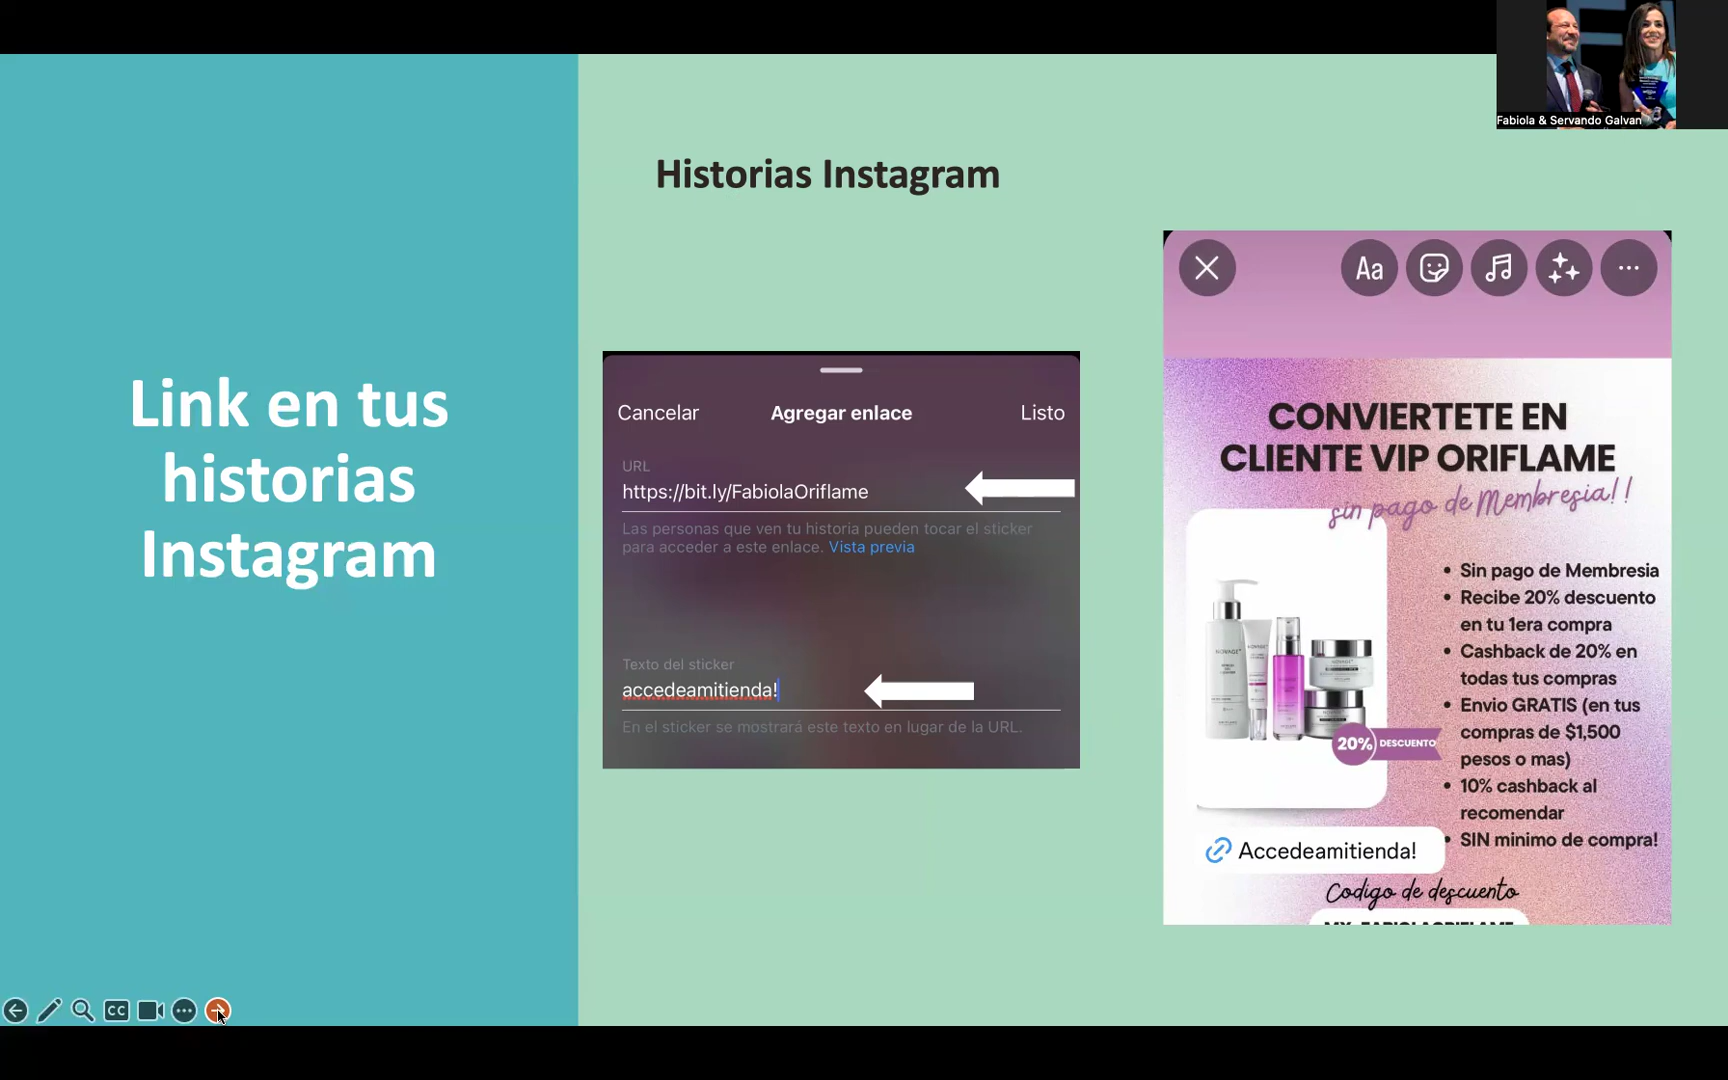 Fabiola & Servando Galvan
Link en tus
historias
Instagram
Historias Instagram
Cancelar
Agregar enlace
Listo
URL
https://bit.ly/FabiolaOriflame
Las personas que ven tu historia pueden tocar el sticker
para acceder a este enlace. Vista previa
Texto del sticker
accedeamitienda!
En el sticker se mostrará este texto en lugar de la URL.
Aa
CONVIERTETE EN
CLIENTE VIP ORIFLAME
sin pago de Membresia!!
• Sin pago de Membresia
• Recibe 20% descuento
en tu 1era compra
• Cashback de 20% en
todas tus compras
• Envio GRATIS (en tus
compras de $1,500
pesos o mas)
• 10% cashback al
recomendar
• SIN minimo de compra!
NOVAGE
20% DESCUENTO
Accedeamitienda!
Codigo de descuento
CC